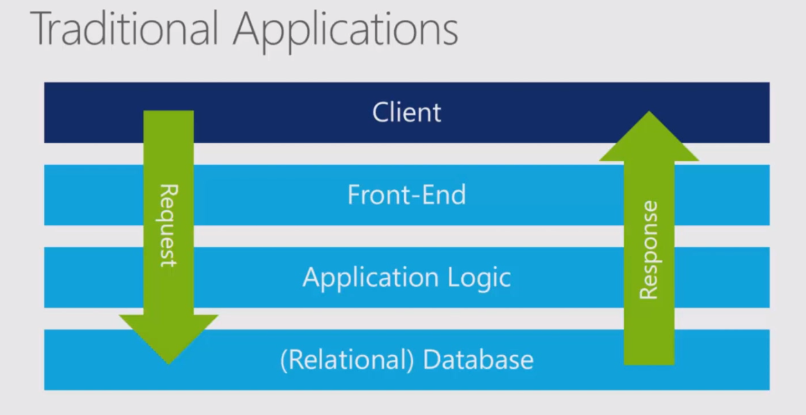 Traditional Applications
Client
Request
Front-End
Application Logic
Response
(Relational) Database